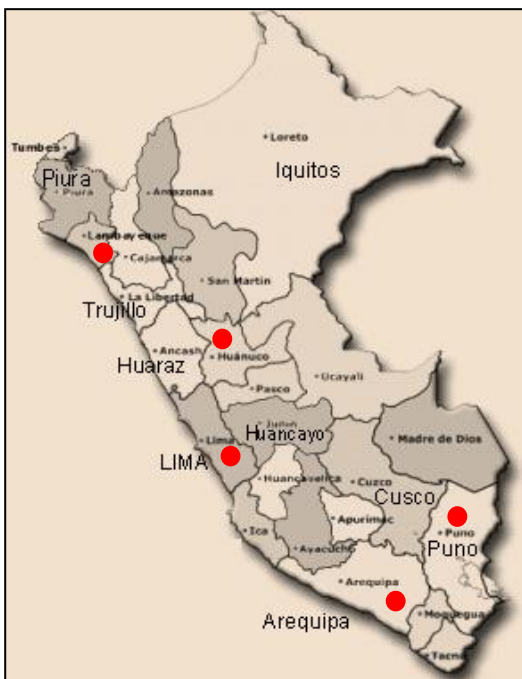 Loreto
Tumbes
Iquitos
Piura
Piura
Amazonas
Lambayeque
Cajamarca
San Martin
La Libertad
Trujillo
Ancash
Huánuco
Huaraz
Ucayali
Pasco
Junin
Lima
Huancayo
Madre de Dios
LIMA
Huancavelica
Cuzco
Cusco
Ica
Apurimac
Puno
Ayacucho
Puno
Arequipa
Moquegua
Arequipa
Tacna